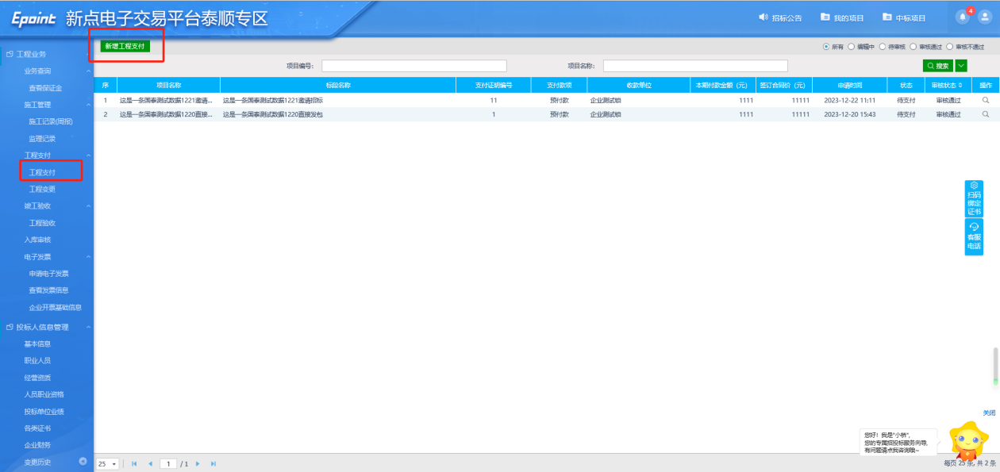 Epoint 新点电子交易平台泰顺专区
招标公告 我的项目 中标项目 4
新增工程支付
所有 编辑中 待审核 审核通过 审核不通过
项目编号: 项目名称: 搜索
序 项目名称 标段名称 支付证明编号 支付款项 收款单位 本期付款金额（元） 签订合同价（元） 申请时间 状态 审核状态 操作
1 这是一条国泰测试数据1221邀请... 这是一条国泰测试数据1221邀请招标 11 预付款 企业测试锁 1111 11111 2023-12-22 11:11 待支付 审核通过
2 这是一条国泰测试数据1220直接... 这是一条国泰测试数据1220直接发包 1 预付款 企业测试锁 1111 11111 2023-12-20 15:43 待支付 审核通过
工程业务
业务查询
查看保证金
施工管理
施工记录(周报)
监理记录
工程支付
工程支付
工程变更
竣工验收
工程验收
入库审核
电子发票
申请电子发票
查看发票信息
企业开票基础信息
投标人信息管理
基本信息
职业人员
经营资质
人员职业资格
投标单位业绩
各类证书
企业财务
变更历史
扫码
绑定
证书
客服
电话
关闭
您好！我是"小桥",
您的专属招投标服务向导,
有问题请点我咨询哦~
25 1 / 1
每页 25 条, 共 2 条